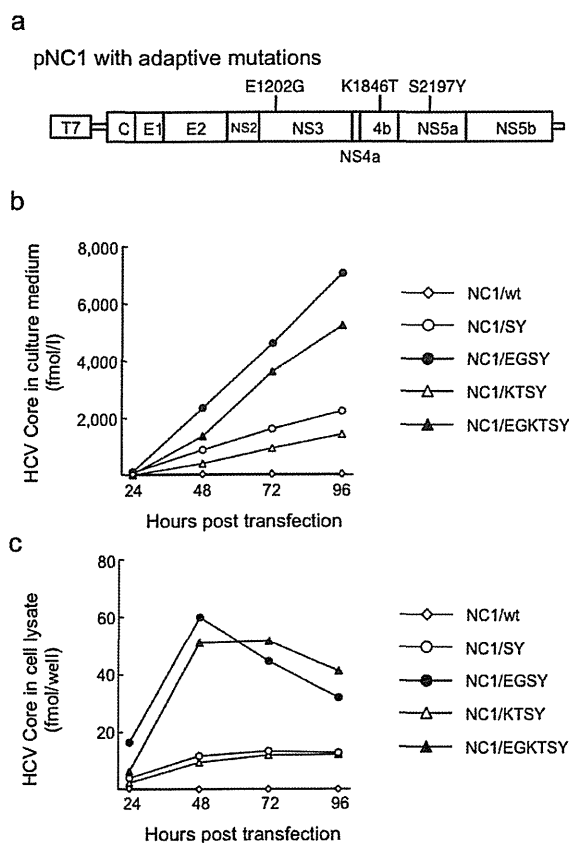 a
pNC1 with adaptive mutations
E1202G K1846T S2197Y
T7 C E1 E2 NS2 NS3 4b NS5a NS5b
NS4a
b
HCV Core in culture medium
(fmol/l)
8,000
6,000
4,000
2,000
24 48 72 96
Hours post transfection
NC1/wt
NC1/SY
NC1/EGSY
NC1/KTSY
NC1/EGKTSY
c
HCV Core in cell lysate
(fmol/well)
80
60
40
20
24 48 72 96
Hours post transfection
NC1/wt
NC1/SY
NC1/EGSY
NC1/KTSY
NC1/EGKTSY